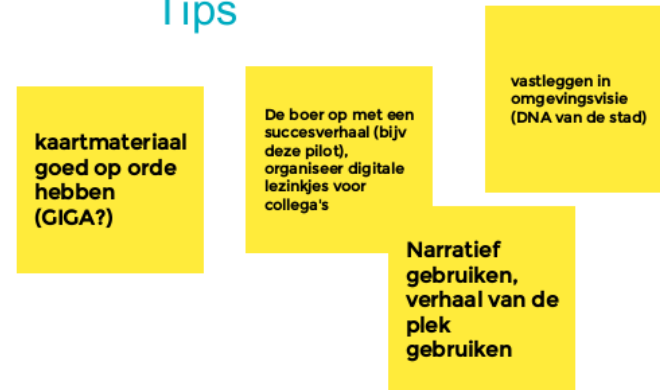 Tips
kaartmateriaal
goed op orde
hebben
(GIGA?)
De boer op met een
succesverhaal (bijv
deze pilot),
organiseer digitale
lezinkjes voor
collega's
vastleggen in
omgevingsvisie
(DNA van de stad)
Narratief
gebruiken,
verhaal van de
plek
gebruiken